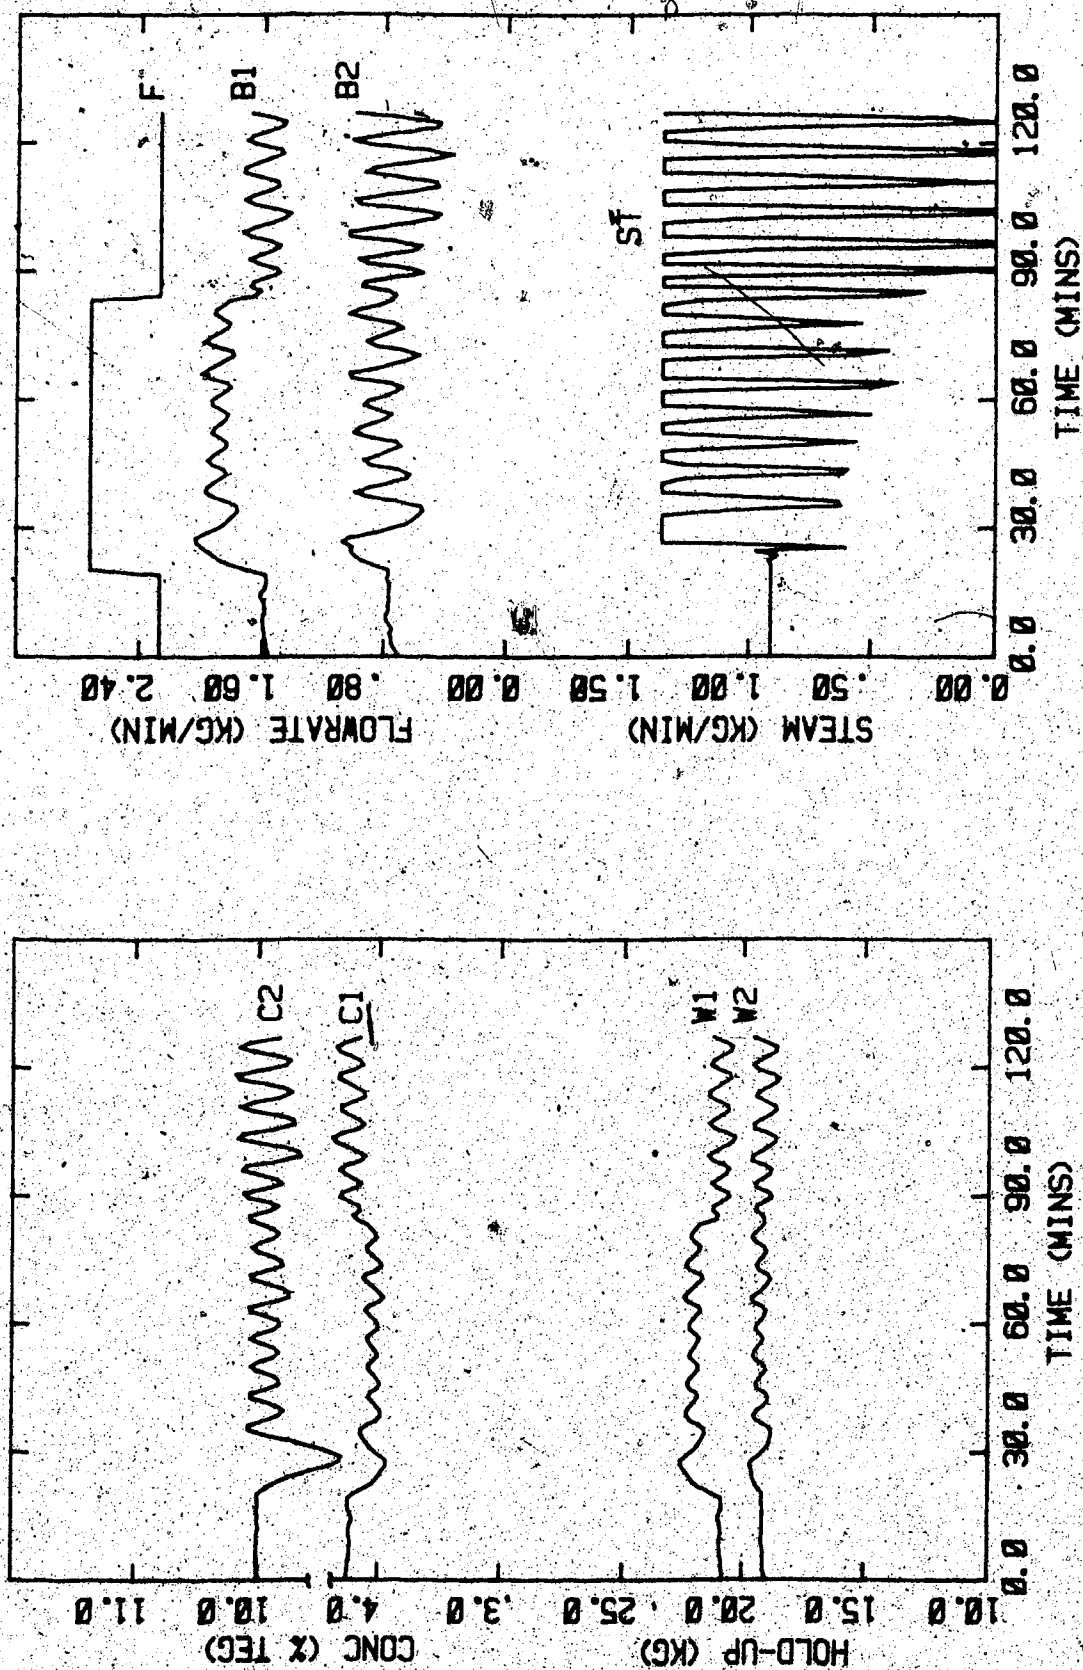 F
B1
B2
ST
2.40
1.60
.80
0.00
1.50
1.00
.50
0.00
FLOWRATE (KG/MIN)
STEAM (KG/MIN)
0.0 30.0 60.0 90.0 120.0
TIME (MINS)
C2
C1
W1
W2
11.0
10.0
4.0
3.
25.0
20.0
15.0
10.0
CONC (% TEG)
HOLD-UP (KG)
0.0 30.0 60.0 90.0 120.0
TIME (MINS)